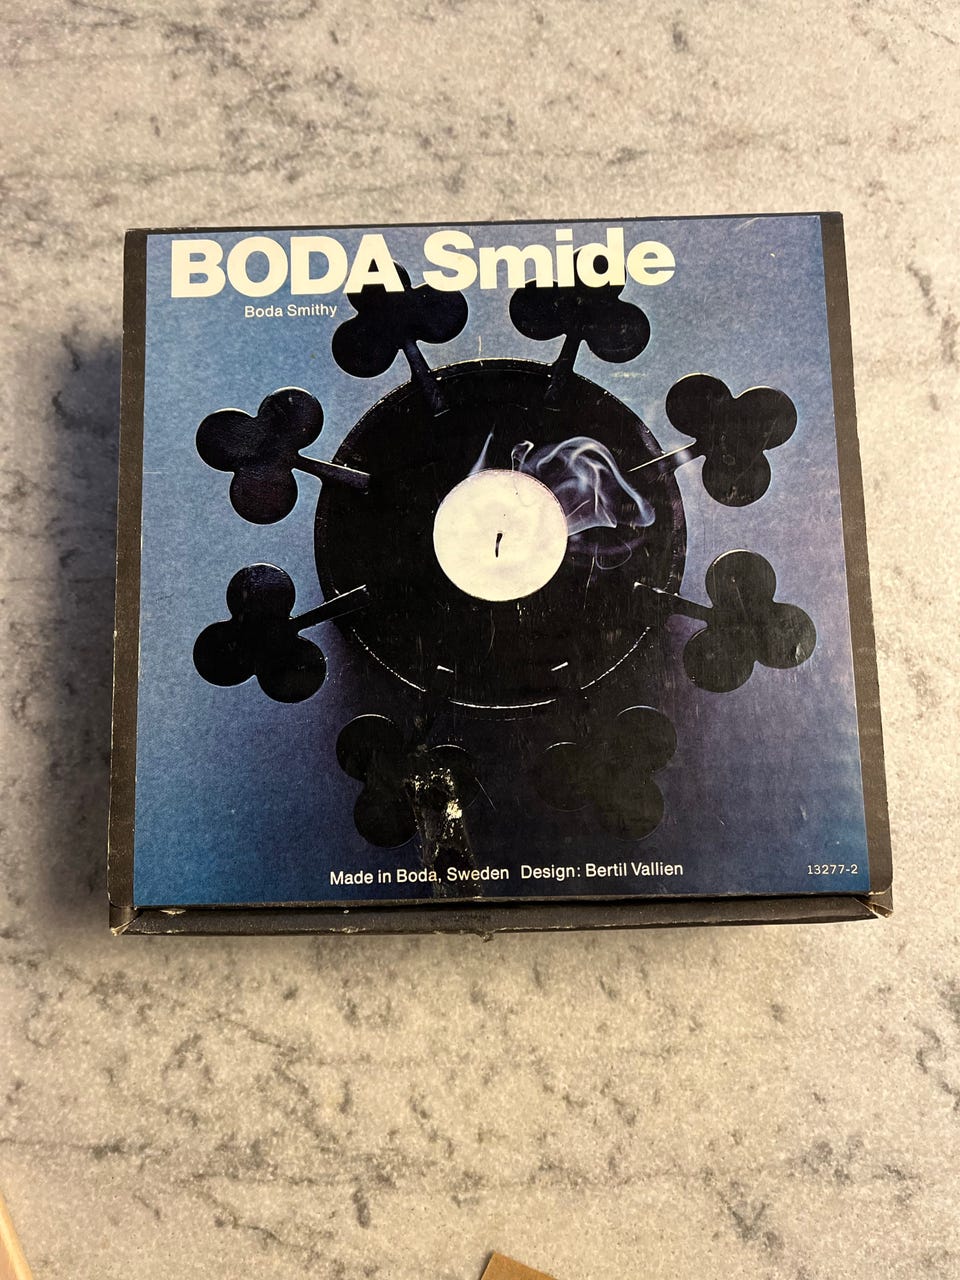 BODA Smide
Boda Smithy
Made in Boda, Sweden Design: Bertil Vallien
13277-2